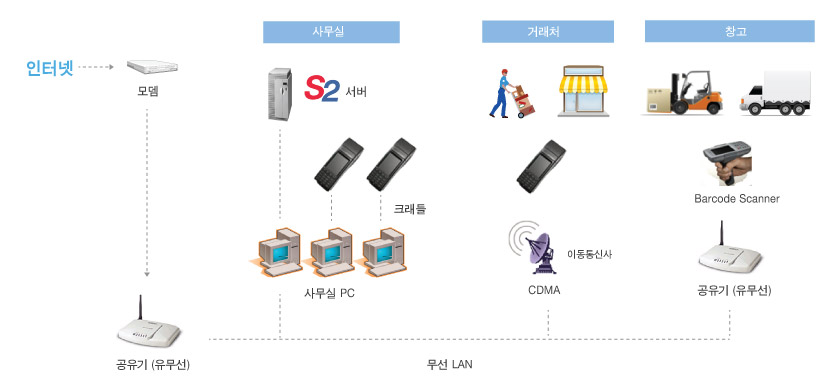 사무실
거래처
창고
인터넷
모뎀
S2 서버
크래들
Barcode Scanner
이동통신사
사무실 PC
CDMA
공유기 (유무선)
공유기 (유무선)
무선 LAN